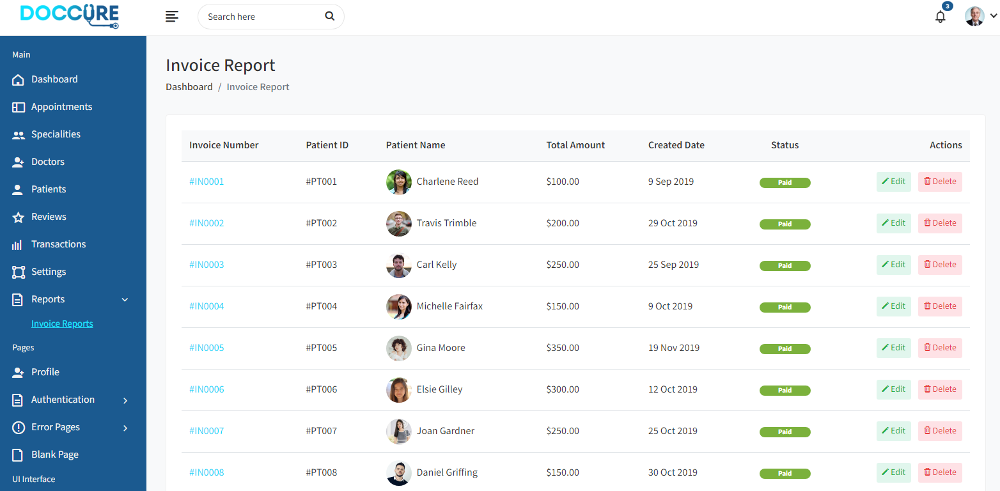 DOCCURE
Search here
3
Main
Dashboard
Appointments
Specialities
Doctors
Patients
Reviews
Transactions
Settings
Reports
Invoice Reports
Pages
Profile
Authentication
Error Pages
Blank Page
UI Interface
Invoice Report
Dashboard / Invoice Report
Invoice Number Patient ID Patient Name Total Amount Created Date Status Actions
#IN0001 #PT001 Charlene Reed $100.00 9 Sep 2019 Paid Edit Delete
#IN0002 #PT002 Travis Trimble $200.00 29 Oct 2019 Paid Edit Delete
#IN0003 #PT003 Carl Kelly $250.00 25 Sep 2019 Paid Edit Delete
#IN0004 #PT004 Michelle Fairfax $150.00 9 Oct 2019 Paid Edit Delete
#IN0005 #PT005 Gina Moore $350.00 19 Nov 2019 Paid Edit Delete
#IN0006 #PT006 Elsie Gilley $300.00 12 Oct 2019 Paid Edit Delete
#IN0007 #PT007 Joan Gardner $250.00 25 Oct 2019 Paid Edit Delete
#IN0008 #PT008 Daniel Griffing $150.00 30 Oct 2019 Paid Edit Delete